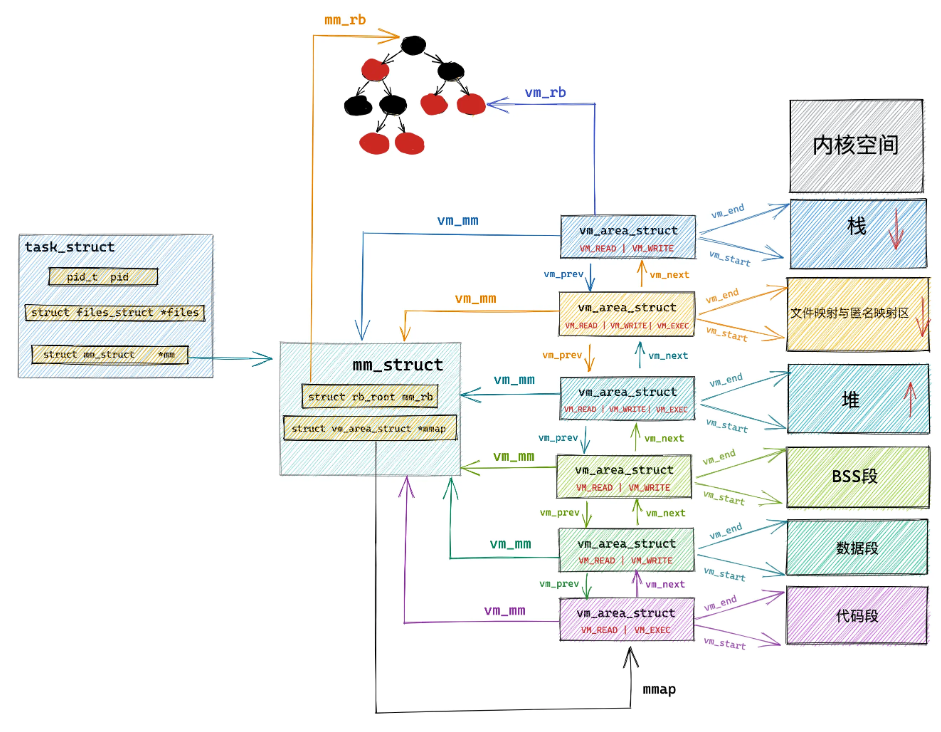 mm_rb
vm_rb
内核空间
vm_mm
vm_area_struct
VM_READ | VM_WRITE
vm_end
vm_start
栈
task_struct
pid_t pid
struct files_struct *files
struct mm_struct *mm
vm_prev
vm_next
vm_mm
vm_area_struct
VM_READ | VM_WRITE| VM_EXEC
vm_end
vm_start
文件映射与匿名映射区
vm_prev
vm_next
mm_struct
struct rb_root mm_rb
struct vm_area_struct *mmap
vm_mm
vm_area_struct
VM_READ | VM_WRITE| VM_EXEC
vm_end
vm_start
堆
vm_prev
vm_next
vm_mm
vm_area_struct
VM_READ | VM_WRITE
vm_end
vm_start
BSS段
vm_prev
vm_next
vm_mm
vm_area_struct
VM_READ | VM_WRITE
vm_end
vm_start
数据段
vm_prev
vm_next
vm_mm
vm_area_struct
VM_READ | VM_EXEC
vm_end
vm_start
代码段
mmap